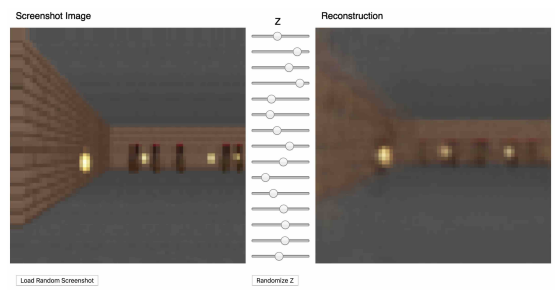 Screenshot Image
Z
Reconstruction
Load Random Screenshot
Randomize Z